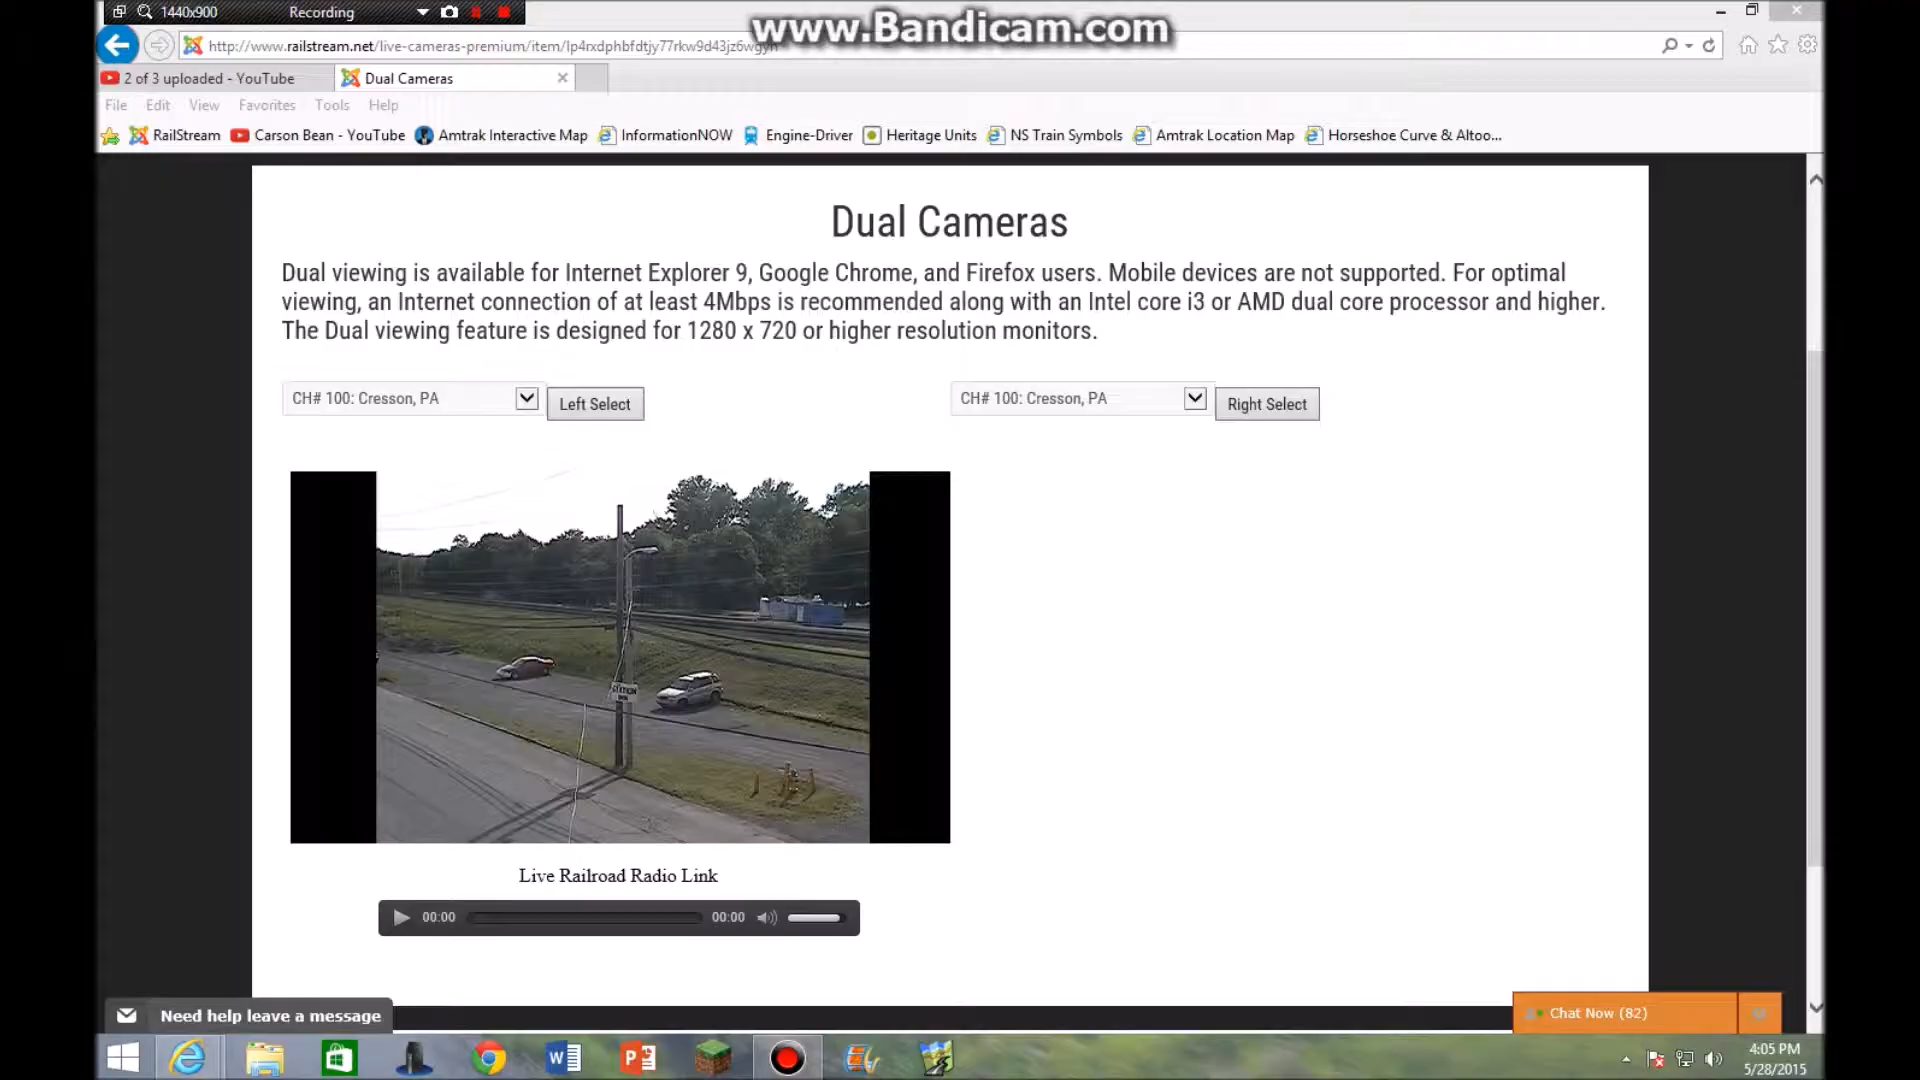 1440x900 Recording
www.Bandicam.com
http://www.railstream.net/live-cameras-premium/item/lp4rxdphbfdtjy77rkw9d43jz6wgyn
2 of 3 uploaded - YouTube
Dual Cameras
File Edit View Favorites Tools Help
RailStream Carson Bean - YouTube Amtrak Interactive Map InformationNOW Engine-Driver Heritage Units NS Train Symbols Amtrak Location Map Horseshoe Curve & Altoo...
Dual Cameras
Dual viewing is available for Internet Explorer 9, Google Chrome, and Firefox users. Mobile devices are not supported. For optimal
viewing, an Internet connection of at least 4Mbps is recommended along with an Intel core i3 or AMD dual core processor and higher.
The Dual viewing feature is designed for 1280 x 720 or higher resolution monitors.
CH# 100: Cresson, PA Left Select
CH# 100: Cresson, PA Right Select
STATION
INN
Live Railroad Radio Link
00:00 00:00
Need help leave a message
Chat Now (82)
4:05 PM
5/28/2015